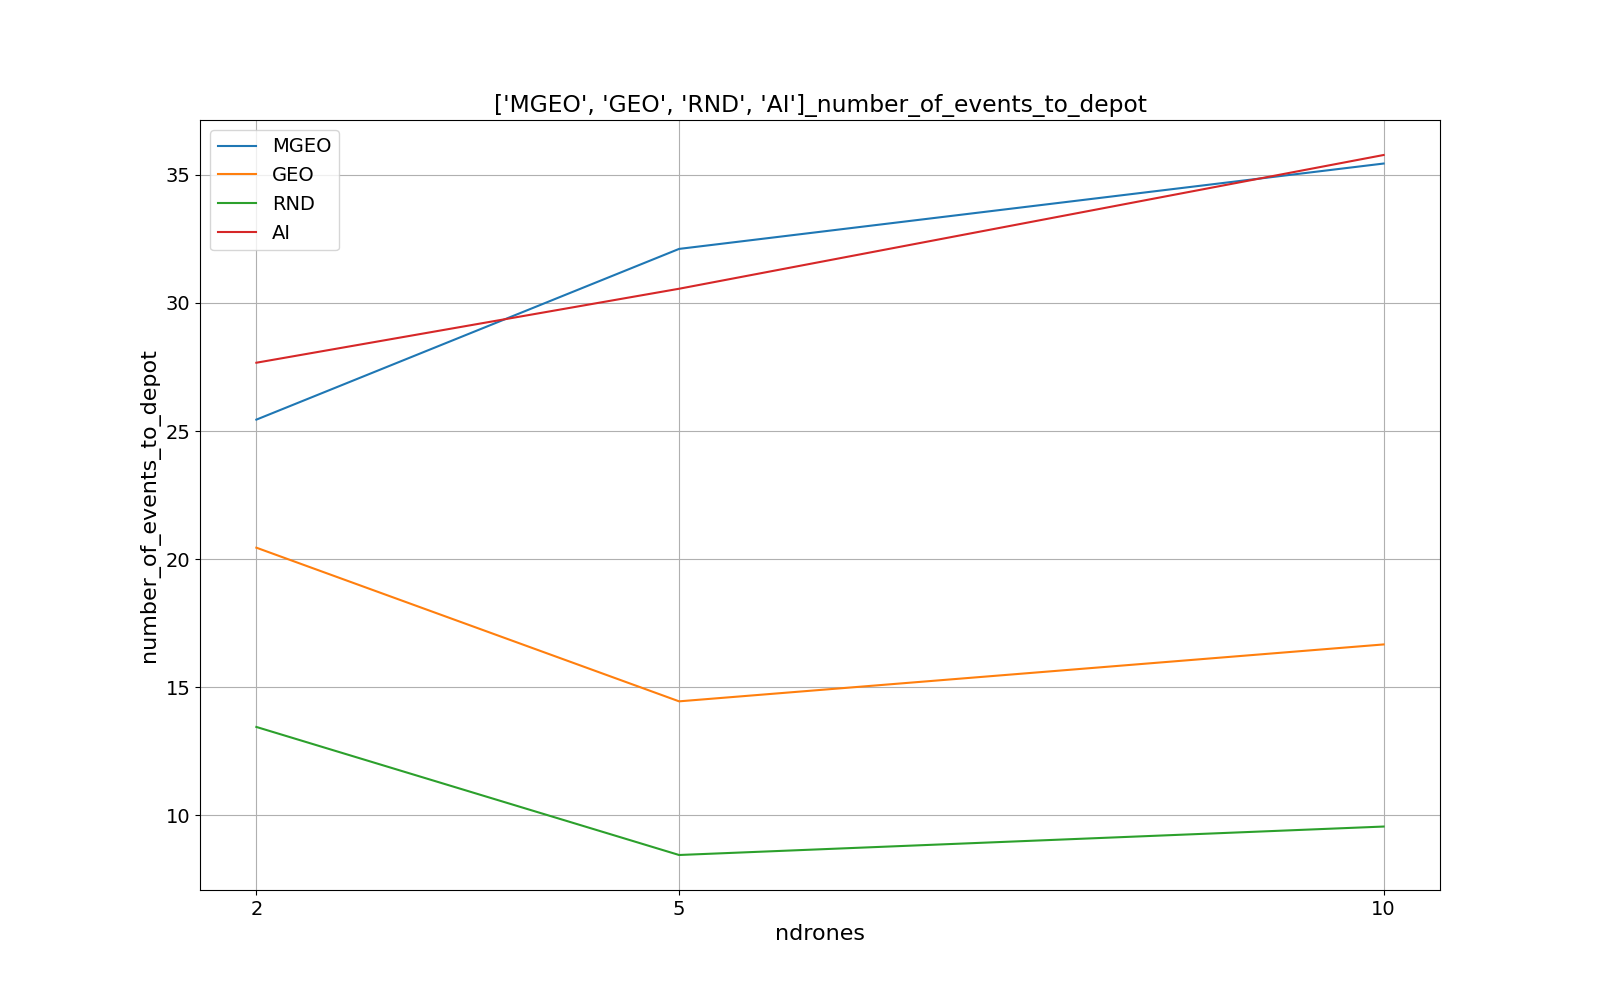 ['MGEO', 'GEO', 'RND', 'AI']_number_of_events_to_depot
MGEO
GEO
RND
AI
number_of_events_to_depot
35
30
25
20
15
10
2 5 10
ndrones